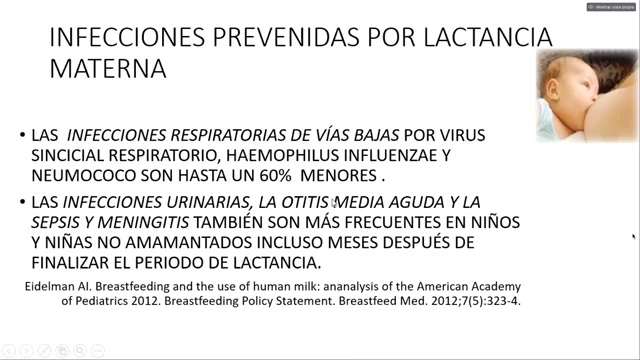 Mostrar vista propia
INFECCIONES PREVENIDAS POR LACTANCIA
MATERNA
• LAS INFECCIONES RESPIRATORIAS DE VÍAS BAJAS POR VIRUS
SINCICIAL RESPIRATORIO, HAEMOPHILUS INFLUENZAE Y
NEUMOCOCO SON HASTA UN 60% MENORES .
• LAS INFECCIONES URINARIAS, LA OTITIS MEDIA AGUDA Y LA
SEPSIS Y MENINGITIS TAMBIÉN SON MÁS FRECUENTES EN NIÑOS
Y NIÑAS NO AMAMANTADOS INCLUSO MESES DESPUÉS DE
FINALIZAR EL PERIODO DE LACTANCIA.
Eidelman AI. Breastfeeding and the use of human milk: ananalysis of the American Academy
of Pediatrics 2012. Breastfeeding Policy Statement. Breastfeed Med. 2012;7(5):323-4.